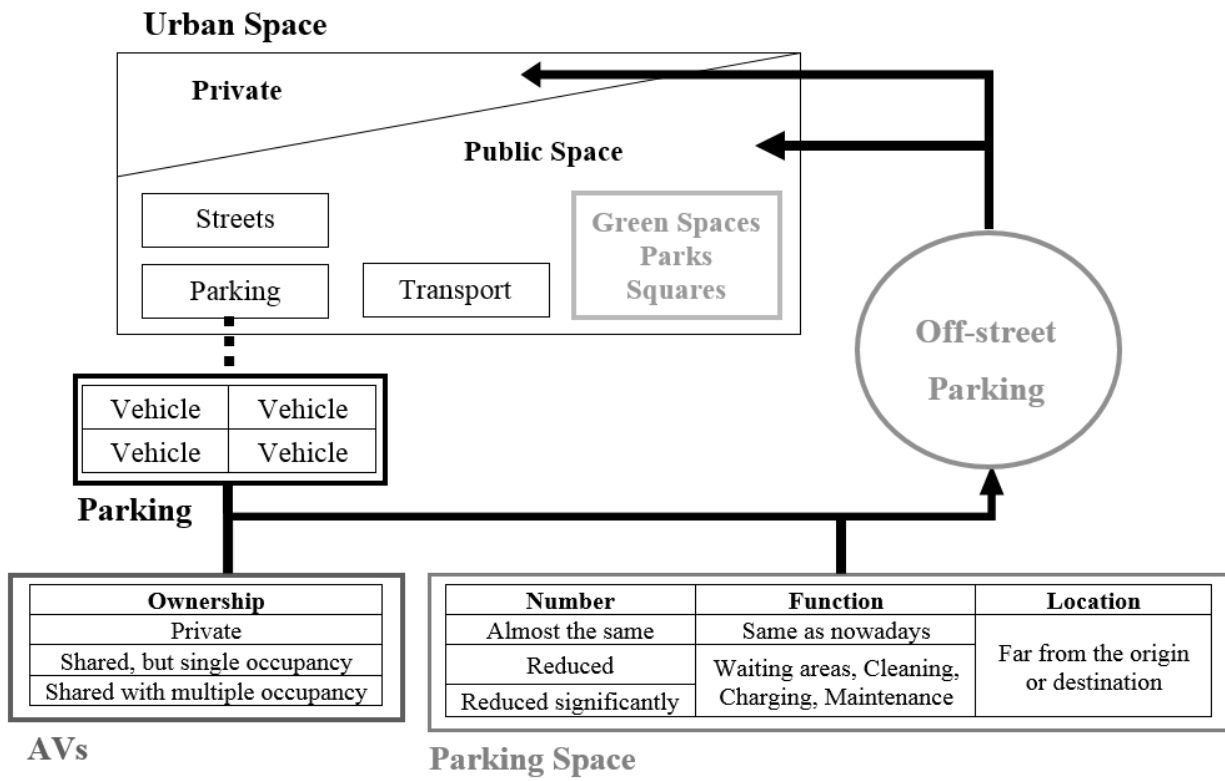 Urban Space
Private
Public Space
Streets
Parking
Transport
Green Spaces
Parks
Squares
Off-street
Parking
Vehicle Vehicle
Vehicle Vehicle
Parking
Ownership
Private
Shared, but single occupancy
Shared with multiple occupancy
AVs
Number Function Location
Almost the same Same as nowadays
Reduced
Reduced significantly
Waiting areas, Cleaning,
Charging, Maintenance
Far from the origin
or destination
Parking Space